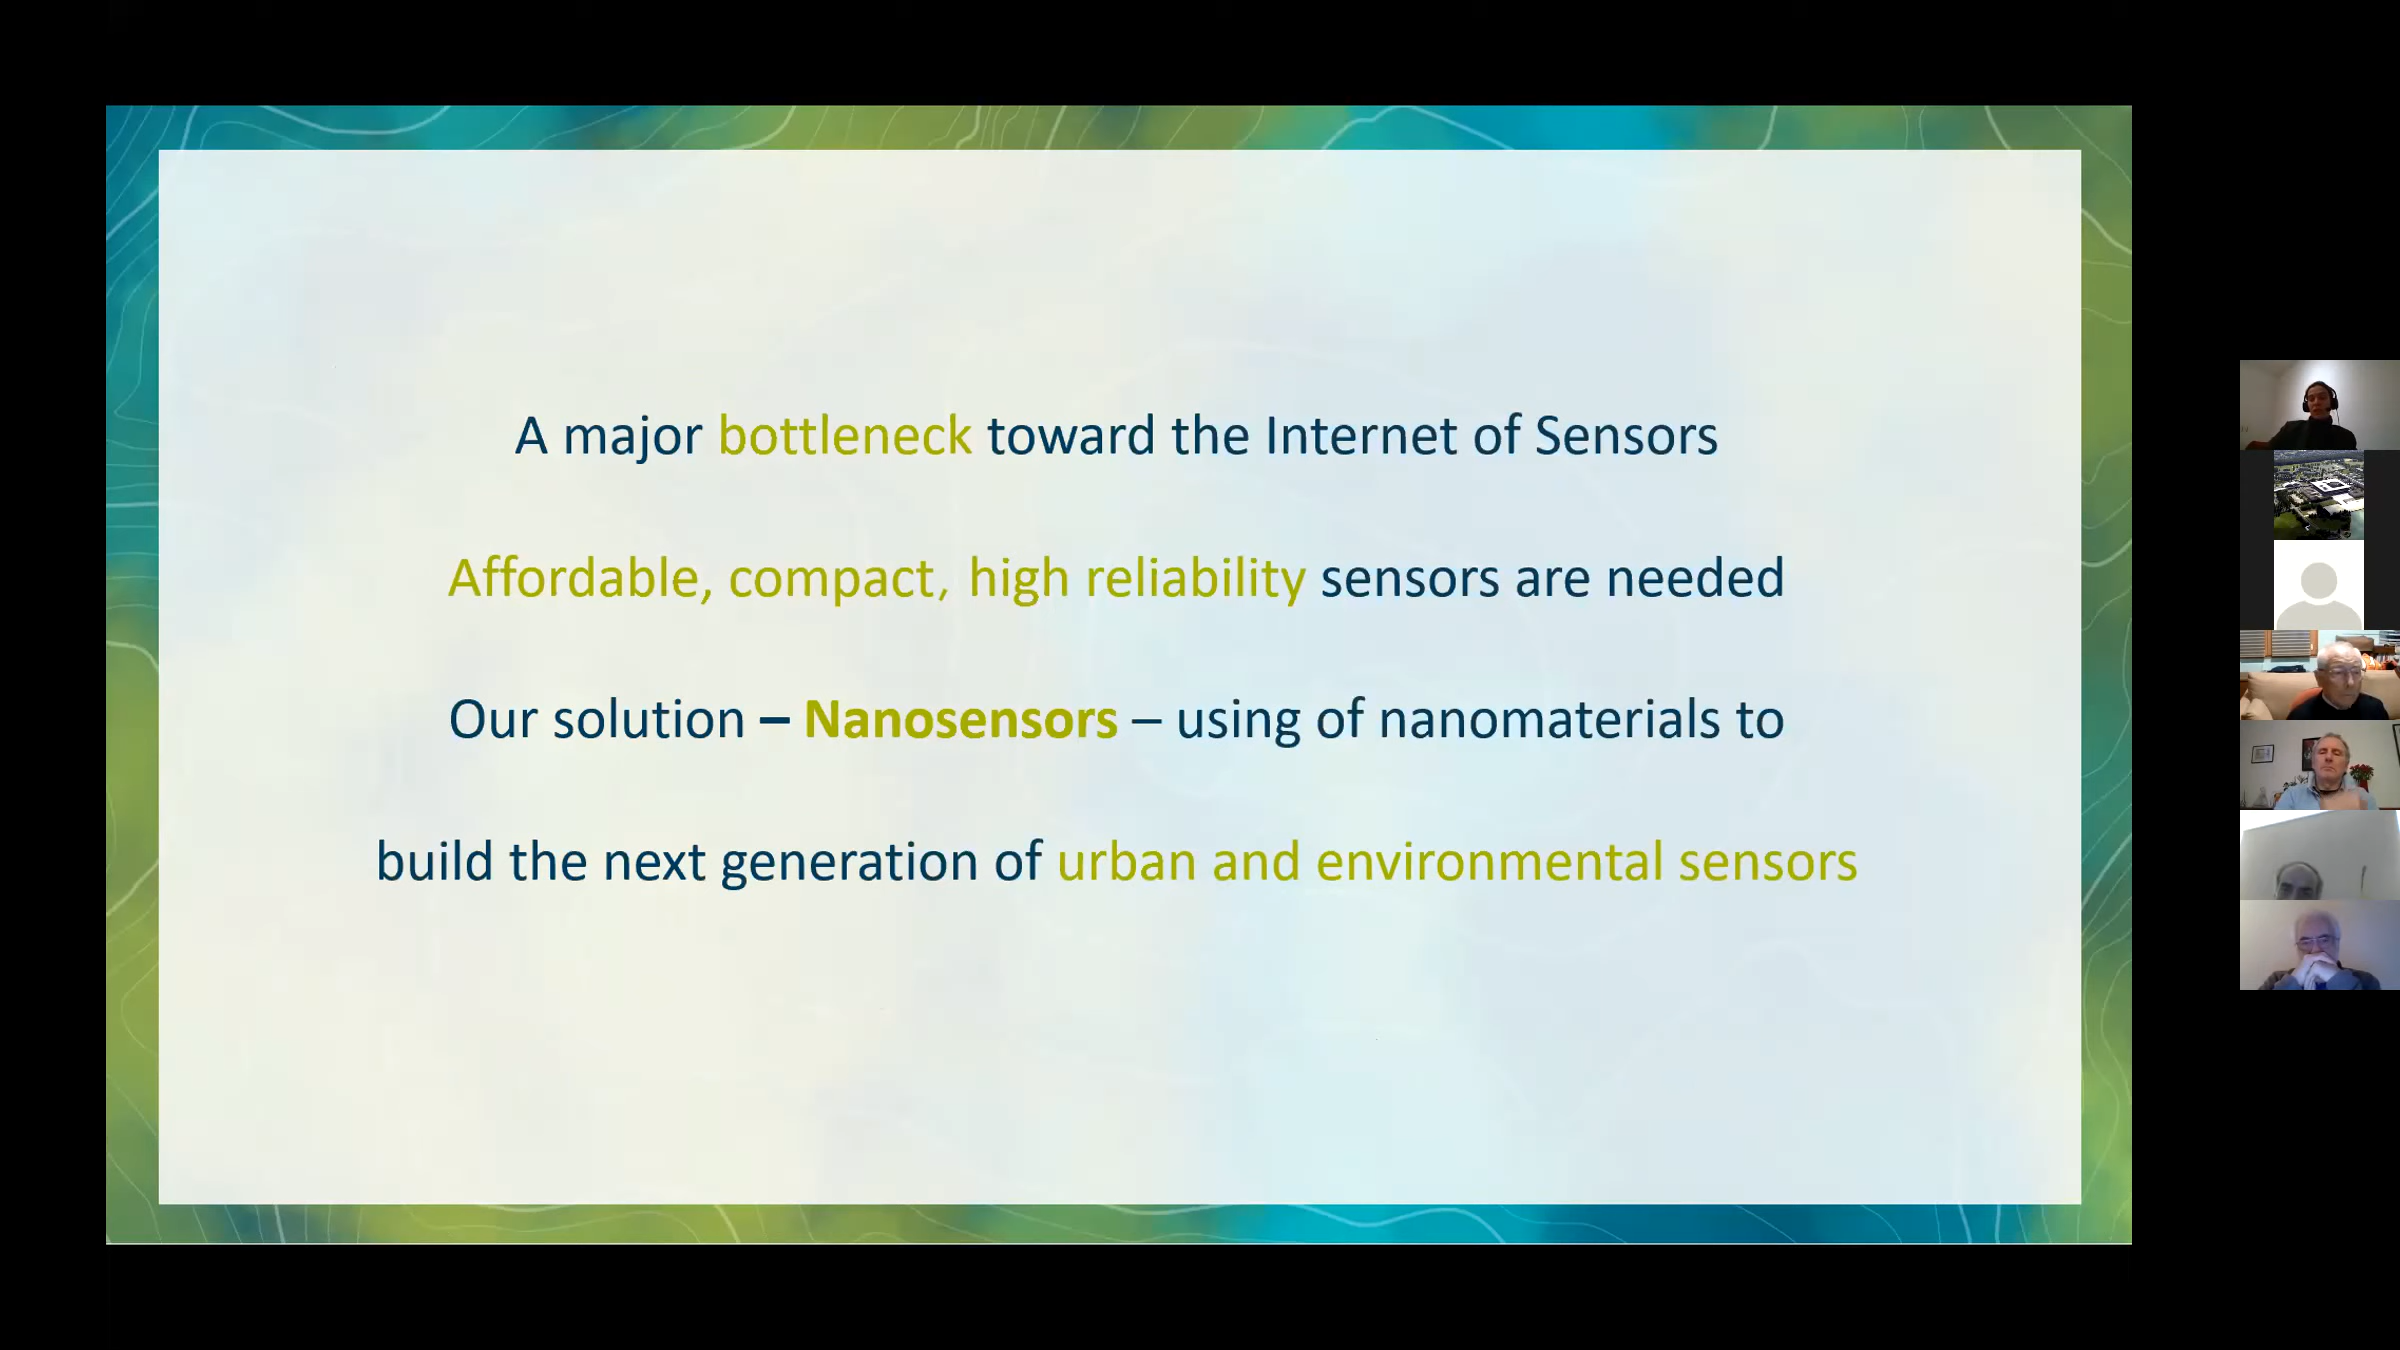 A major bottleneck toward the Internet of Sensors
Affordable, compact, high reliability sensors are needed
Our solution – Nanosensors – using of nanomaterials to
build the next generation of urban and environmental sensors